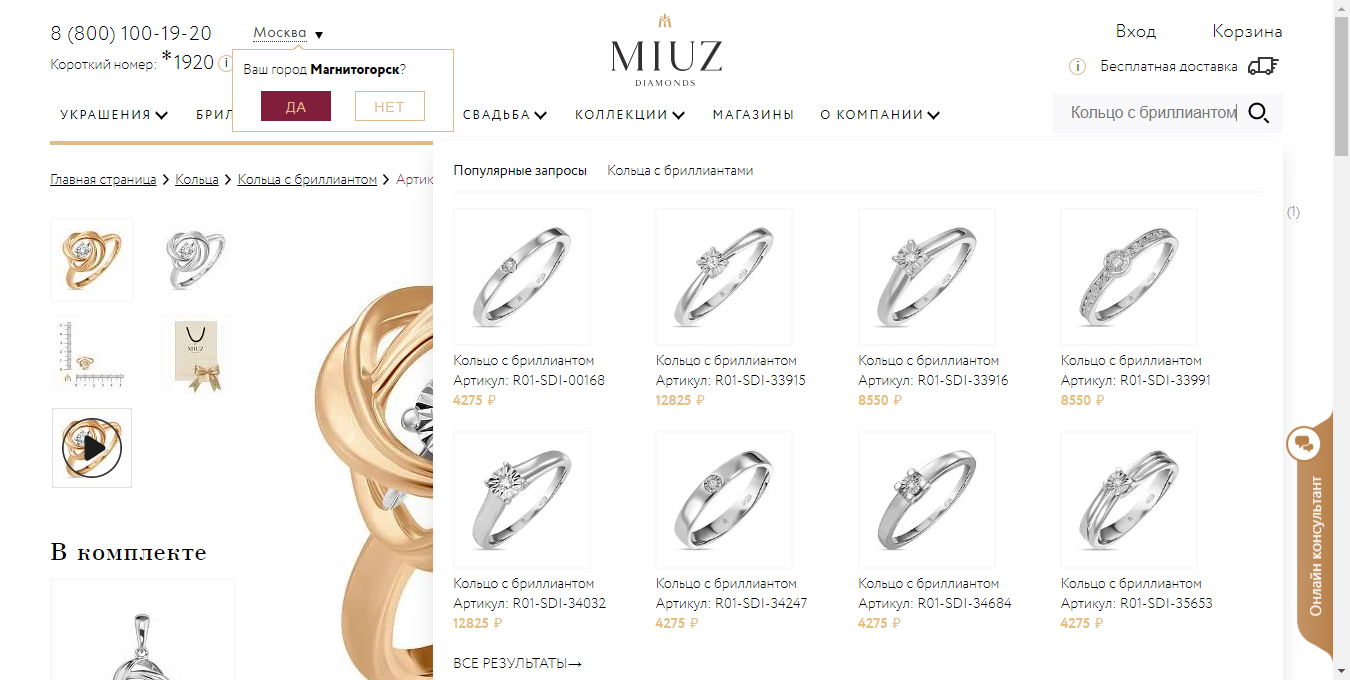 8 (800) 100-19-20
Москва ▼
Короткий номер: *1920 i
Ваш город Магнитогорск?
ДА НЕТ
MIUZ
DIAMONDS
Вход Корзина
i Бесплатная доставка
УКРАШЕНИЯ БРИЛ СВАДЬБА КОЛЛЕКЦИИ МАГАЗИНЫ О КОМПАНИИ
Кольцо с бриллиантом
Главная страница Кольца Кольца с бриллиантом Артик
Популярные запросы Кольца с бриллиантами
(1)
MIUZ
Кольцо с бриллиантом
Артикул: R01-SDI-00168
4275 ₽
Кольцо с бриллиантом
Артикул: R01-SDI-33915
12825 ₽
Кольцо с бриллиантом
Артикул: R01-SDI-33916
8550 ₽
Кольцо с бриллиантом
Артикул: R01-SDI-33991
8550 ₽
Кольцо с бриллиантом
Артикул: R01-SDI-34032
12825 ₽
Кольцо с бриллиантом
Артикул: R01-SDI-34247
4275 ₽
Кольцо с бриллиантом
Артикул: R01-SDI-34684
4275 ₽
Кольцо с бриллиантом
Артикул: R01-SDI-35653
4275 ₽
ВСЕ РЕЗУЛЬТАТЫ→
В комплекте
Онлайн консультант